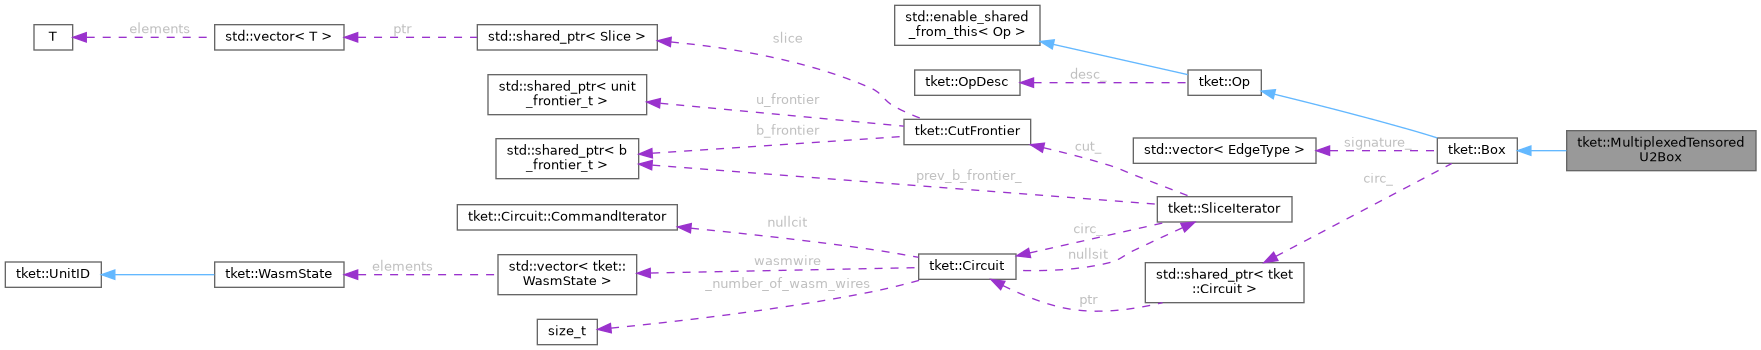 std::enable_shared
_from_this< Op >
T
elements
std::vector< T >
ptr
std::shared_ptr< Slice >
slice
tket::OpDesc
desc_
tket::Op
std::shared_ptr< unit
_frontier_t >
u_frontier
tket::CutFrontier
b_frontier
std::shared_ptr< b
_frontier_t >
cut_
std::vector< EdgeType >
signature_
tket::Box
tket::MultiplexedTensored
U2Box
prev_b_frontier_
circ_
tket::SliceIterator
tket::Circuit::CommandIterator
nullcit
circ_
nullsit
tket::UnitID
tket::WasmState
elements
std::vector< tket::
WasmState >
wasmwire
tket::Circuit
std::shared_ptr< tket
::Circuit >
_number_of_wasm_wires
ptr
size_t